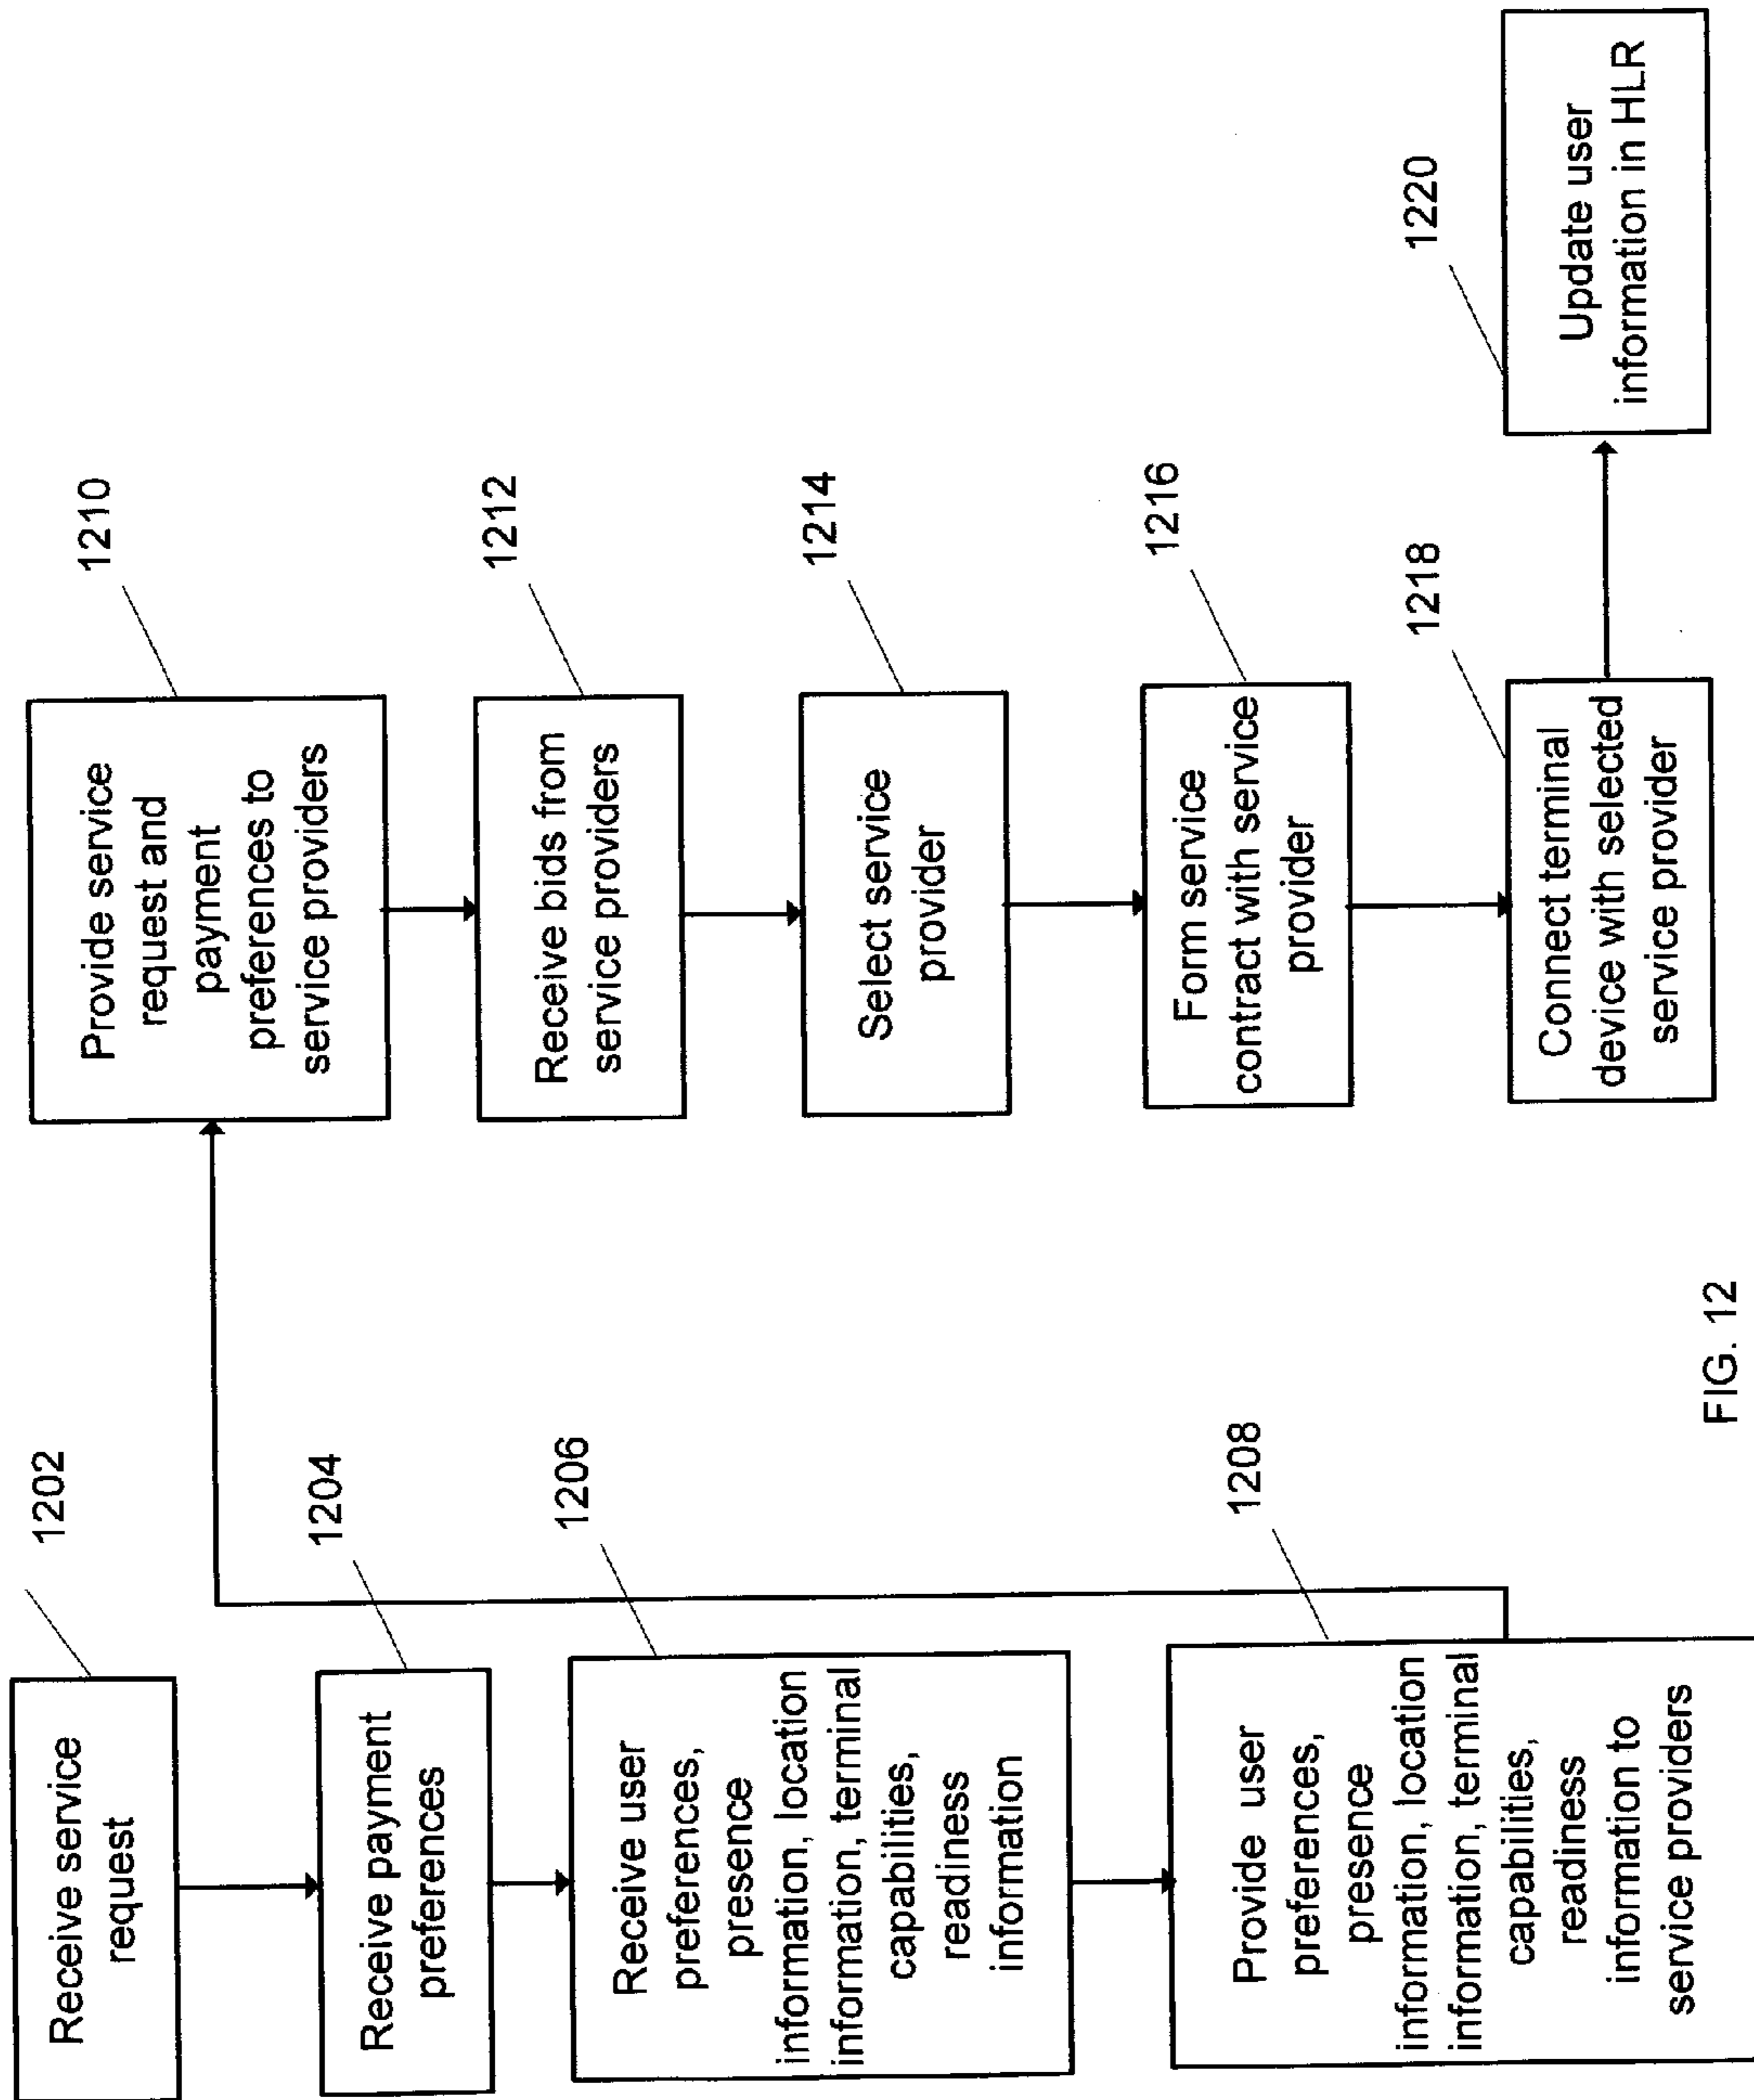 1202
Receive service
request
1204
Receive payment
preferences
1206
Receive user
preferences,
presence
information, location
information, terminal
capabilities,
readiness
information
1208
Provide user
preferences,
presence
information, location
information, terminal
capabilities,
readiness
information to
service providers
1210
Provide service
request and
payment
preferences to
service providers
1212
Receive bids from
service providers
1214
Select service
provider
1216
Form service
contract with service
provider
1218
Connect terminal
device with selected
service provider
1220
Update user
information in HLR
FIG. 12